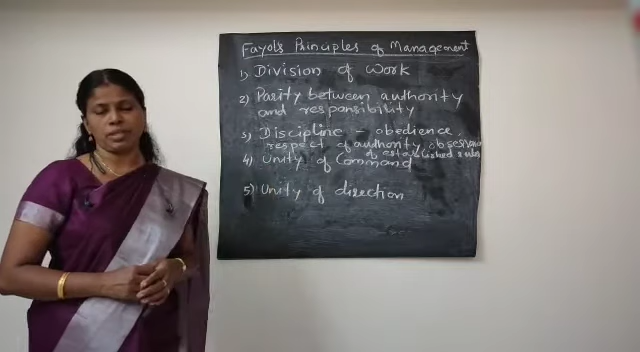 Fayol's Principles of Management
1) Division of work
2) Parity between authority
and responsibility
3) Discipline – obedience,
respect of authority, observance
of established rules
4) Unity of Command
5) Unity of direction